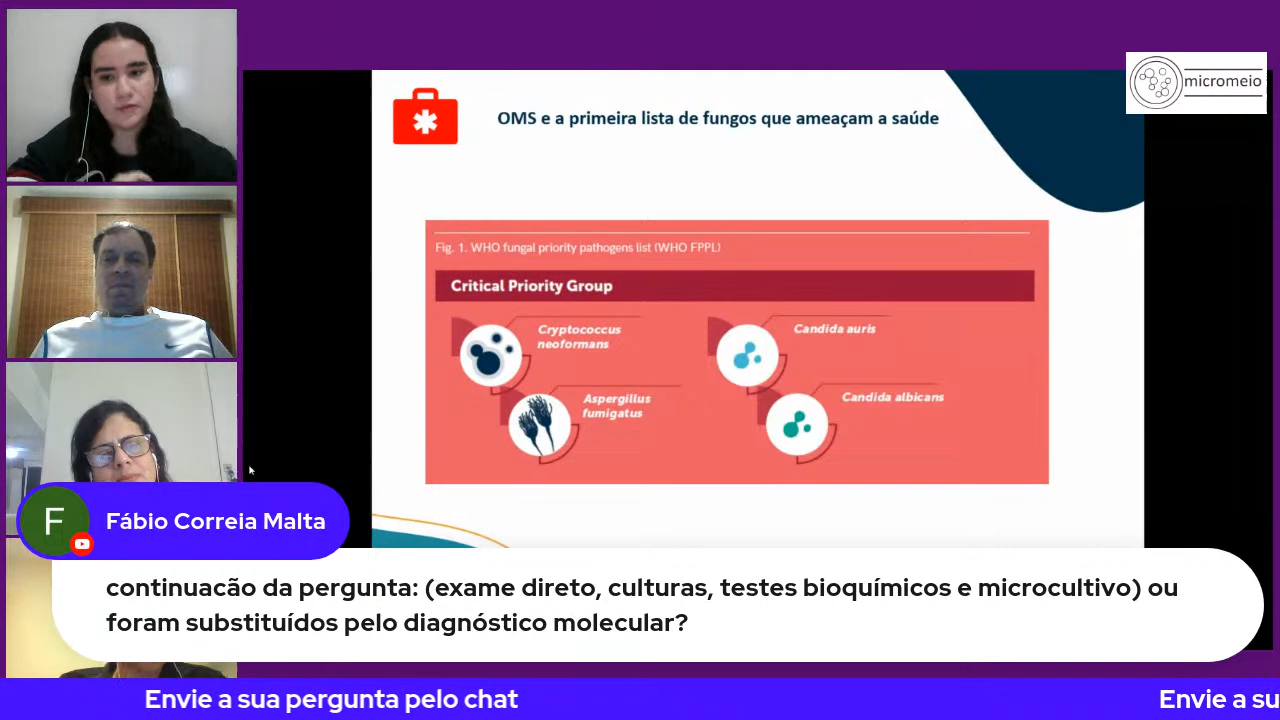 micromeio
OMS e a primeira lista de fungos que ameaçam a saúde
Fig. 1. WHO fungal priority pathogens list (WHO FPPL)
Critical Priority Group
Cryptococcus
neoformans
Candida auris
Aspergillus
fumigatus
Candida albicans
F
Fábio Correia Malta
continuacão da pergunta: (exame direto, culturas, testes bioquímicos e microcultivo) ou
foram substituídos pelo diagnóstico molecular?
Envie a sua pergunta pelo chat
Envie a su